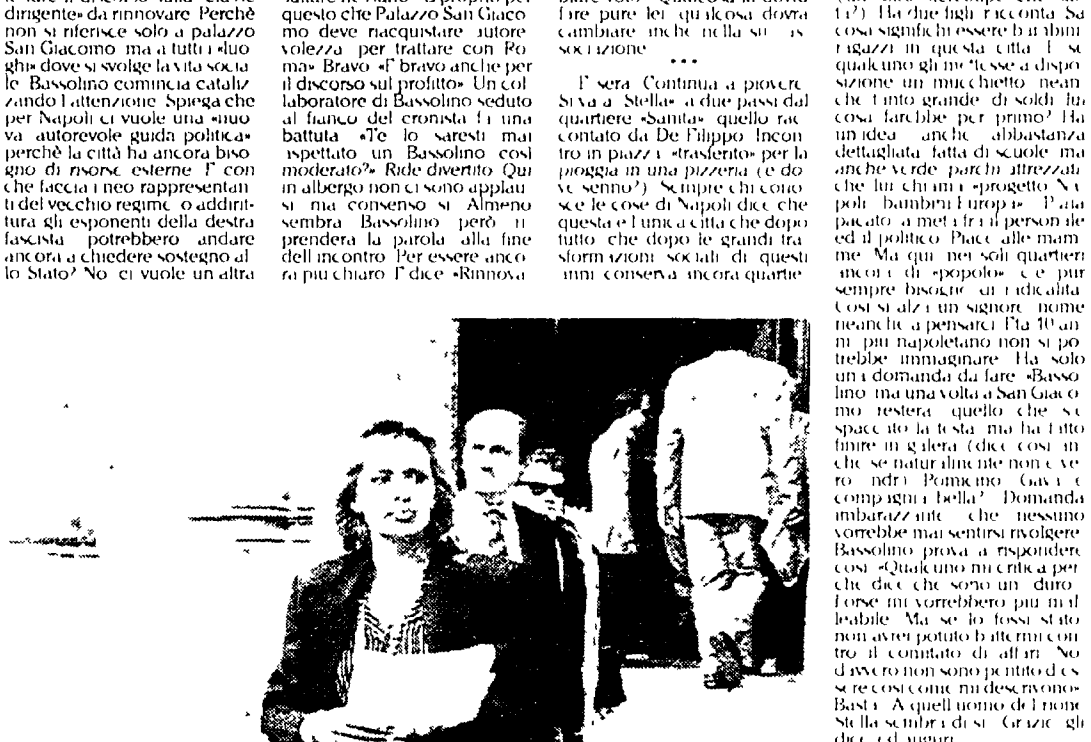 dirigente» da rinnovare Perchè
non si riferisce solo a palazzo
San Giacomo ma a tutti i «luo
ghi» dove si svolge la vita socia
le Bassolino comincia cataliz
zando l attenzione Spiega che
per Napoli ci vuole una «nuo
va autorevole guida politica»
perchè la città ha ancora biso
gno di risorse esterne E con
che faccia i neo rappresentan
ti del vecchio regime o addirit
tura gli esponenti della destra
fascista potrebbero andare
ancora a chiedere sostegno al
lo Stato? No ci vuole un altra
questo che Palazzo San Giaco
mo deve riacquistare autore
volezza per trattare con Ro
ma» Bravo «E bravo anche per
il discorso sul profitto» Un col
laboratore di Bassolino seduto
al fianco del cronista fa una
battuta «Te lo saresti mai
aspettato un Bassolino così
moderato?» Ride divertito Qui
in albergo non ci sono applau
si ma consenso sì Almeno
sembra Bassolino però ri
prenderà la parola alla fine
dell incontro Per essere anco
ra più chiaro E dice «Rinnova
fare pure lei qualcosa dovrà
cambiare anche nella sua as
sociazione
•••
E sera Continua a piovere
Si va a Stella» a due passi dal
quartiere «Sanità» quello rac
contato da De Filippo Incon
tro in piazza «trasferito» per la
pioggia in una pizzeria (e do
ve sennò?) Sempre chi cono
sce le cose di Napoli dice che
questa è l unica città che dopo
tutto che dopo le grandi tra
sformazioni sociali di questi
anni conserva ancora quartie
ti?) Ha due figli racconta Sa
cosa significhi essere bambini
ragazzi in questa città E se
qualcuno gli mettesse a dispo
sizione un mucchietto nean
che tanto grande di soldi lui
cosa farebbe per primo? Ha
un idea anche abbastanza
dettagliata fatta di scuole ma
anche verde parchi attrezzati
che lui chiama «progetto Na
poli bambini Europa» Parla
pacato a metà fra il personale
ed il politico Piace alle mam
me Ma qui nei soli quartieri
ancora di «popolo» c è pur
sempre bisogno di radicalità
Così si alza un signore nome
neanche a pensarci Età 40 an
ni più napoletano non si po
trebbe immaginare Ha solo
una domanda da fare «Basso
lino ma una volta a San Giaco
mo resterà quello che s è
spaccato la testa ma ha fatto
finire in galera (dice così an
che se naturalmente non è ve
ro ndr) Pomicino Gava e
compagnia bella? Domanda
imbarazzante che nessuno
vorrebbe mai sentirsi rivolgere
Bassolino prova a rispondere
così «Qualcuno mi critica per
che dice che sono un duro
Forse mi vorrebbero più mal
leabile Ma se lo fossi stato
non avrei potuto battermi con
tro il comitato di affari No
davvero non sono pentito d es
sere così come mi descrivono»
Basta A quell uomo del rione
Stella sembra di sì Grazie gli
dice ed auguri